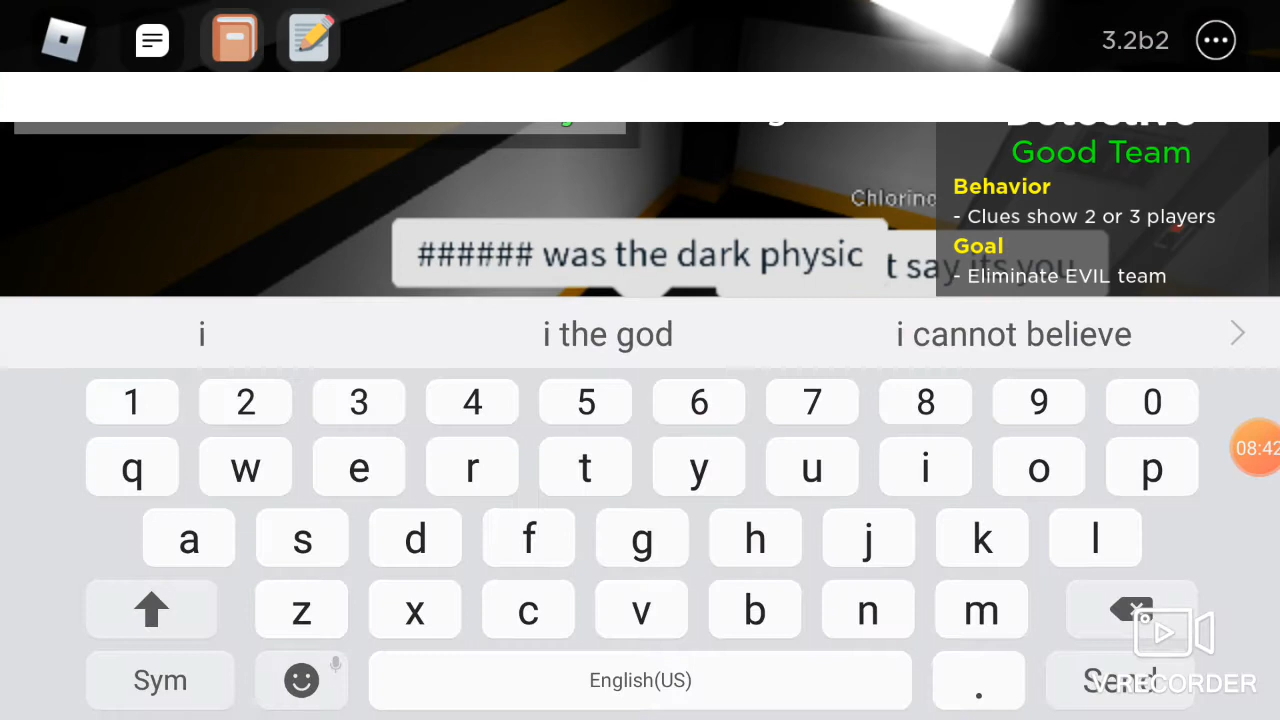 3.2b2
Detective
Good Team
Behavior
- Clues show 2 or 3 players
Goal
- Eliminate EVIL team
Chlorine
###### was the dark physic
t say its you
i
i the god
i cannot believe
1 2 3 4 5 6 7 8 9 0
q w e r t y u i o p
08:42
a s d f g h j k l
z x c v b n m
Sym
English(US)
.
Send
V RECORDER